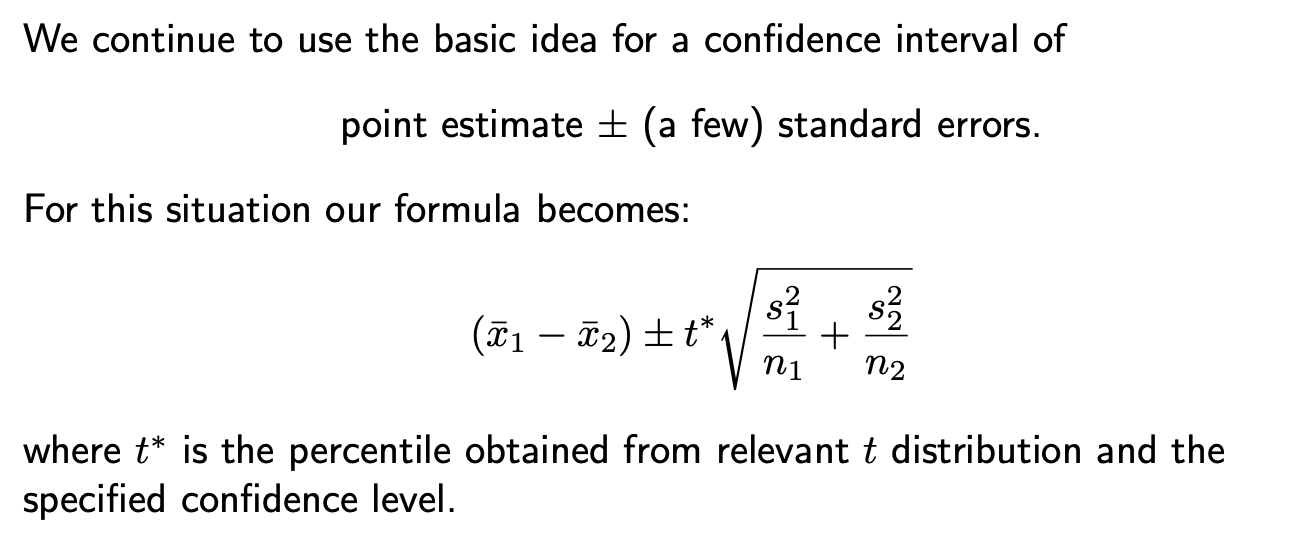 We continue to use the basic idea for a confidence interval of
point estimate ± (a few) standard errors.
For this situation our formula becomes:
$(\bar{x}_1 - \bar{x}_2) \pm t^* \sqrt{\frac{s_1^2}{n_1} + \frac{s_2^2}{n_2}}$
where $t^*$ is the percentile obtained from relevant $t$ distribution and the
specified confidence level.